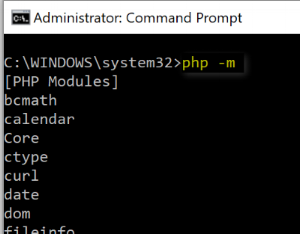 Administrator: Command Prompt
C:\WINDOWS\system32>php -m
[PHP Modules]
bcmath
calendar
Core
ctype
curl
date
dom
fileinfo